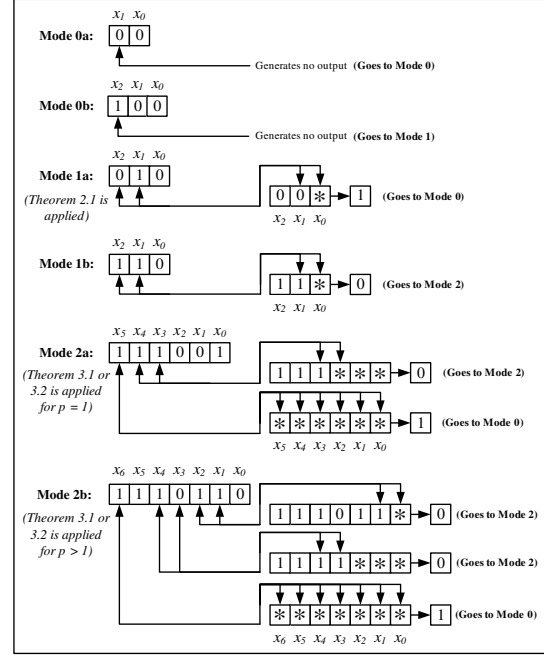 x₁ x₀
Mode 0a: 0 0
Generates no output (Goes to Mode 0)
x₂ x₁ x₀
Mode 0b: 1 0 0
Generates no output (Goes to Mode 1)
x₂ x₁ x₀
Mode 1a: 0 1 0
(Theorem 2.1 is
applied)
0 0 * 1 (Goes to Mode 0)
x₂ x₁ x₀
x₂ x₁ x₀
Mode 1b: 1 1 0
1 1 * 0 (Goes to Mode 2)
x₂ x₁ x₀
x₅ x₄ x₃ x₂ x₁ x₀
Mode 2a: 1 1 1 0 0 1
(Theorem 3.1 or
3.2 is applied
for p = 1)
1 1 1 * * * 0 (Goes to Mode 2)
* * * * * * 1 (Goes to Mode 0)
x₅ x₄ x₃ x₂ x₁ x₀
x₆ x₅ x₄ x₃ x₂ x₁ x₀
Mode 2b: 1 1 1 0 1 1 0
(Theorem 3.1 or
3.2 is applied
for p > 1)
1 1 1 0 1 1 * 0 (Goes to Mode 2)
1 1 1 1 * * * 0 (Goes to Mode 2)
* * * * * * * 1 (Goes to Mode 0)
x₆ x₅ x₄ x₃ x₂ x₁ x₀